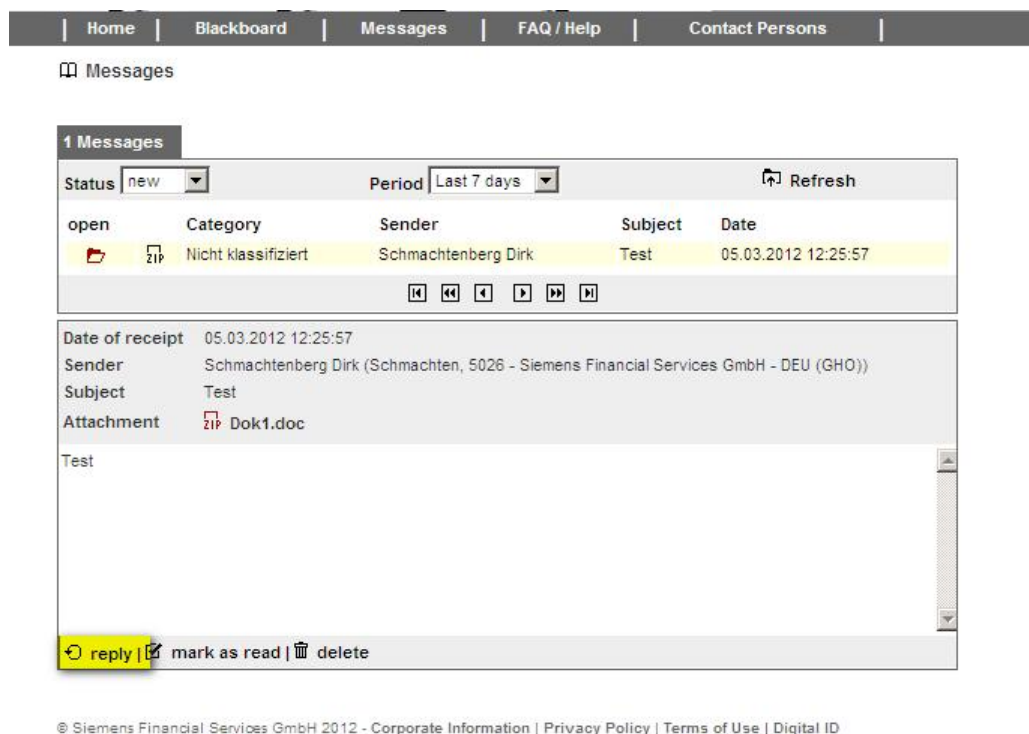 Home | Blackboard | Messages | FAQ / Help | Contact Persons |
Messages
1 Messages
Status new Period Last 7 days Refresh
open Category Sender Subject Date
ZIP Nicht klassifiziert Schmachtenberg Dirk Test 05.03.2012 12:25:57
Date of receipt 05.03.2012 12:25:57
Sender Schmachtenberg Dirk (Schmachten, 5026 - Siemens Financial Services GmbH - DEU (GHO))
Subject Test
Attachment ZIP Dok1.doc
Test
reply | mark as read | delete
© Siemens Financial Services GmbH 2012 - Corporate Information | Privacy Policy | Terms of Use | Digital ID